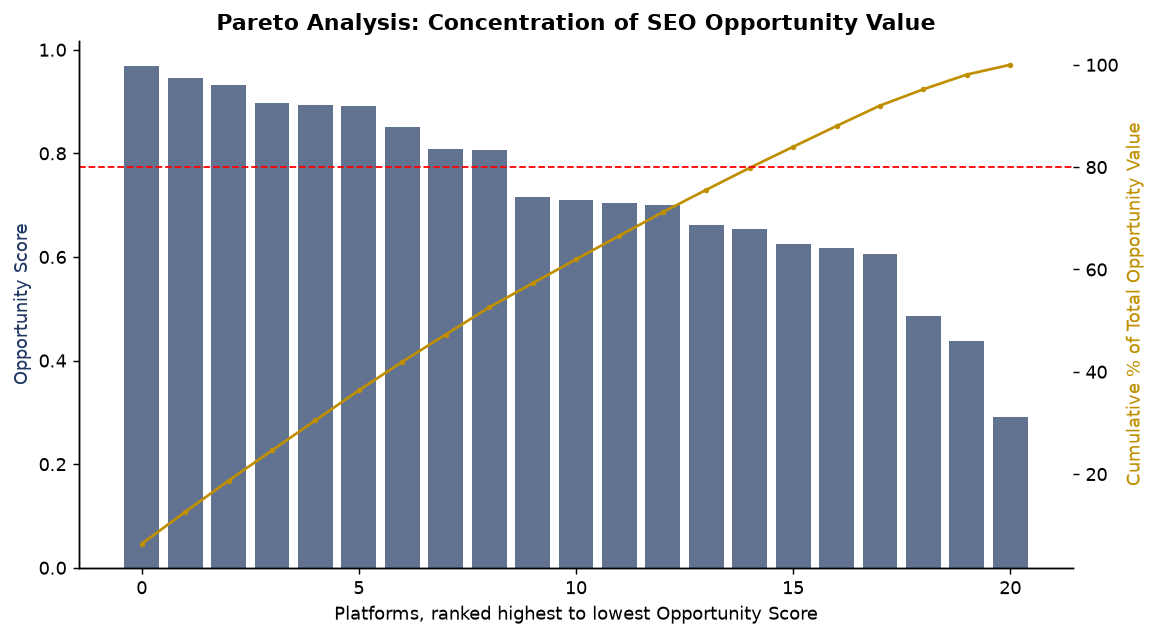 Pareto Analysis: Concentration of SEO Opportunity Value
Opportunity Score
1.0
0.8
0.6
0.4
0.2
0.0
100
80
60
40
20
Cumulative % of Total Opportunity Value
0 5 10 15 20
Platforms, ranked highest to lowest Opportunity Score